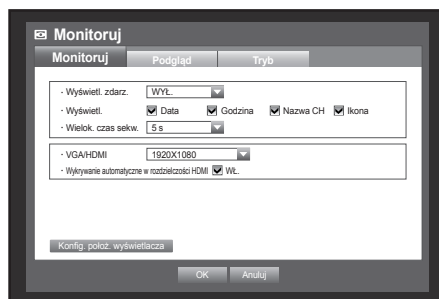 Monitoruj
Monitoruj Podgląd Tryb
· Wyświetl. zdarz. WYŁ.
· Wyświetl. Data Godzina Nazwa CH Ikona
· Wielok. czas sekw. 5 s
· VGA/HDMI 1920X1080
· Wykrywanie automatyczne w rozdzielczości HDMI WŁ.
Konfig. położ. wyświetlacza
OK Anuluj